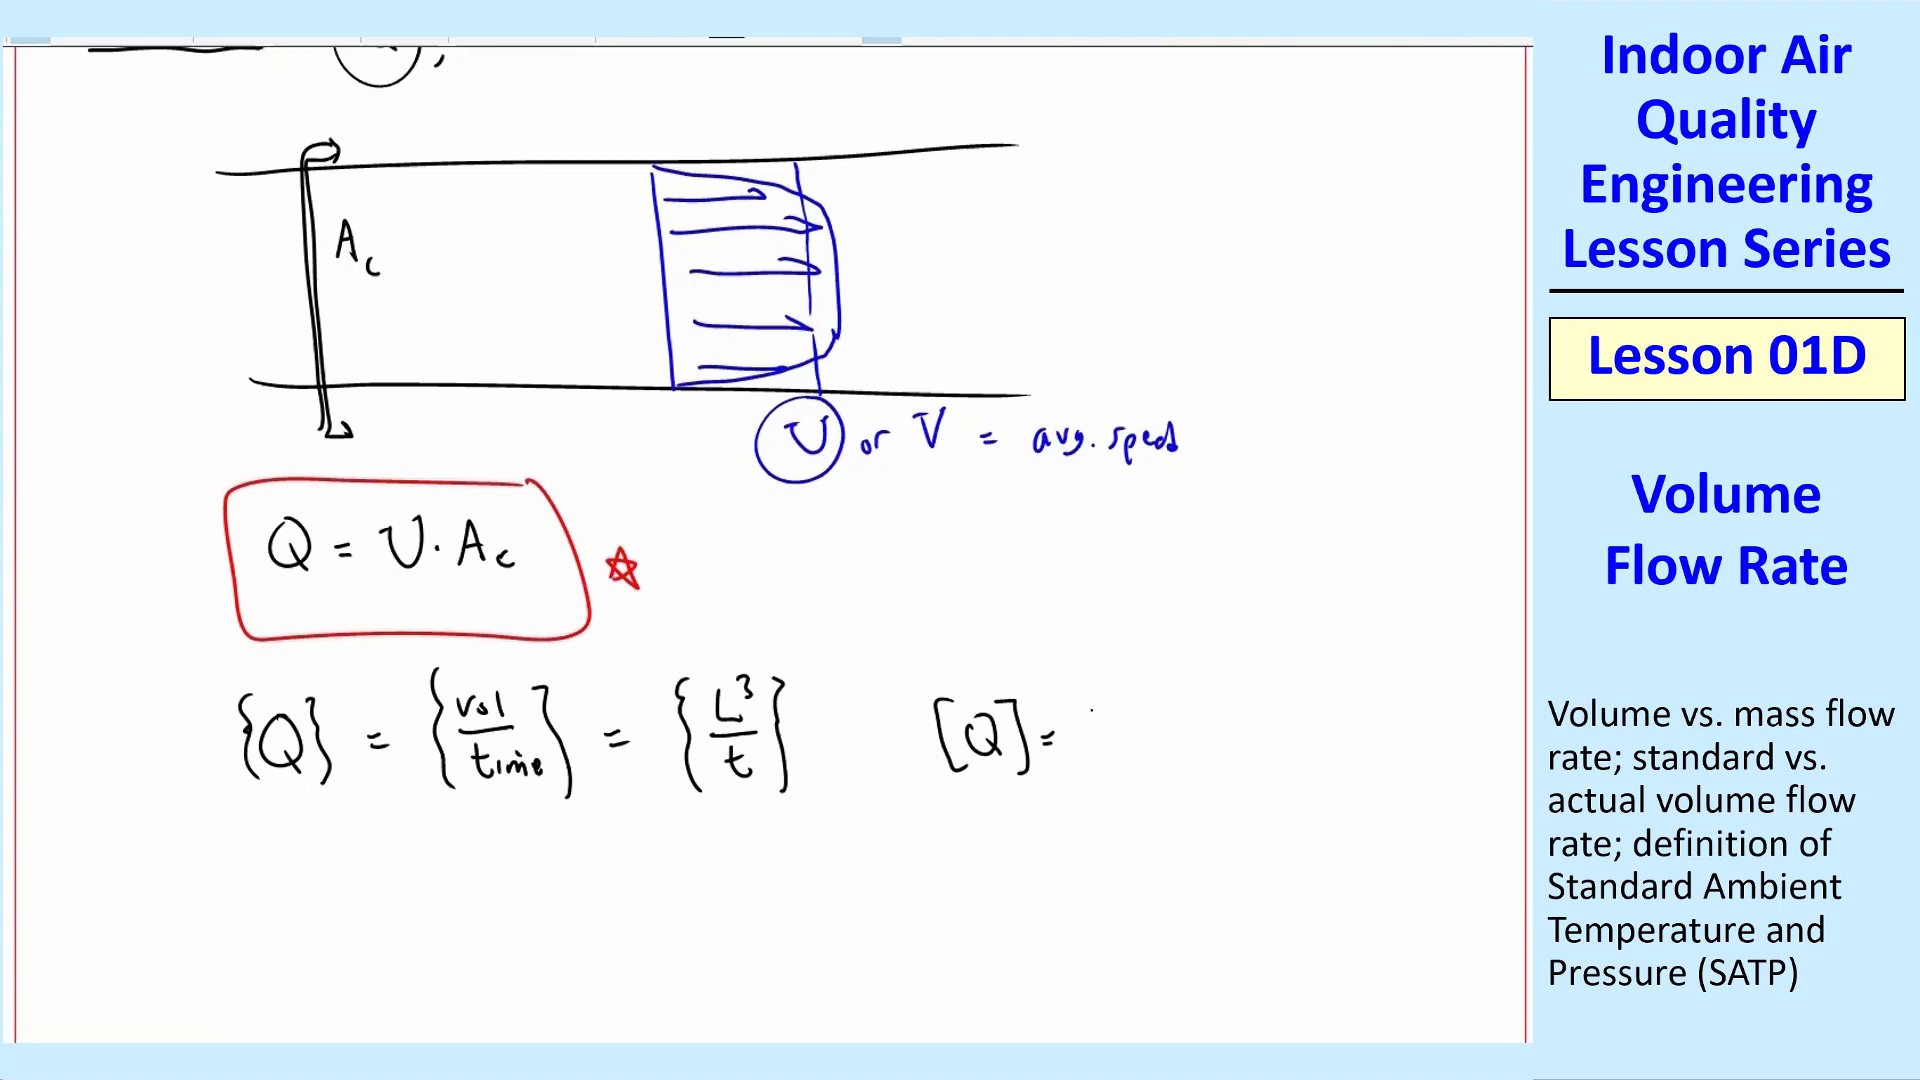 A_c
U or V = avg. speed
Q = U · A_c
{Q} = {vol/time} = {L³/t} [Q] =
Indoor Air
Quality
Engineering
Lesson Series
Lesson 01D
Volume
Flow Rate
Volume vs. mass flow
rate; standard vs.
actual volume flow
rate; definition of
Standard Ambient
Temperature and
Pressure (SATP)